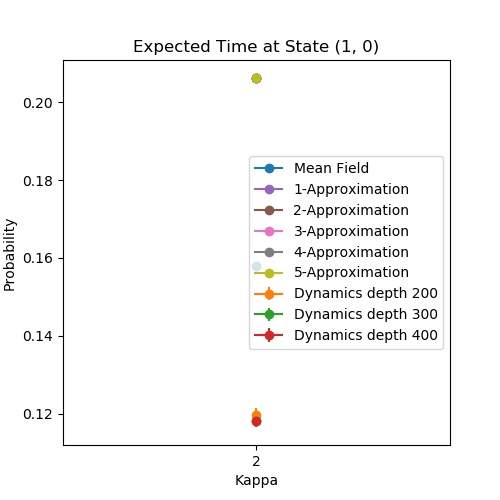 Expected Time at State (1, 0)
0.20
0.18
0.16
0.14
0.12
Probability
Mean Field
1-Approximation
2-Approximation
3-Approximation
4-Approximation
5-Approximation
Dynamics depth 200
Dynamics depth 300
Dynamics depth 400
2
Kappa